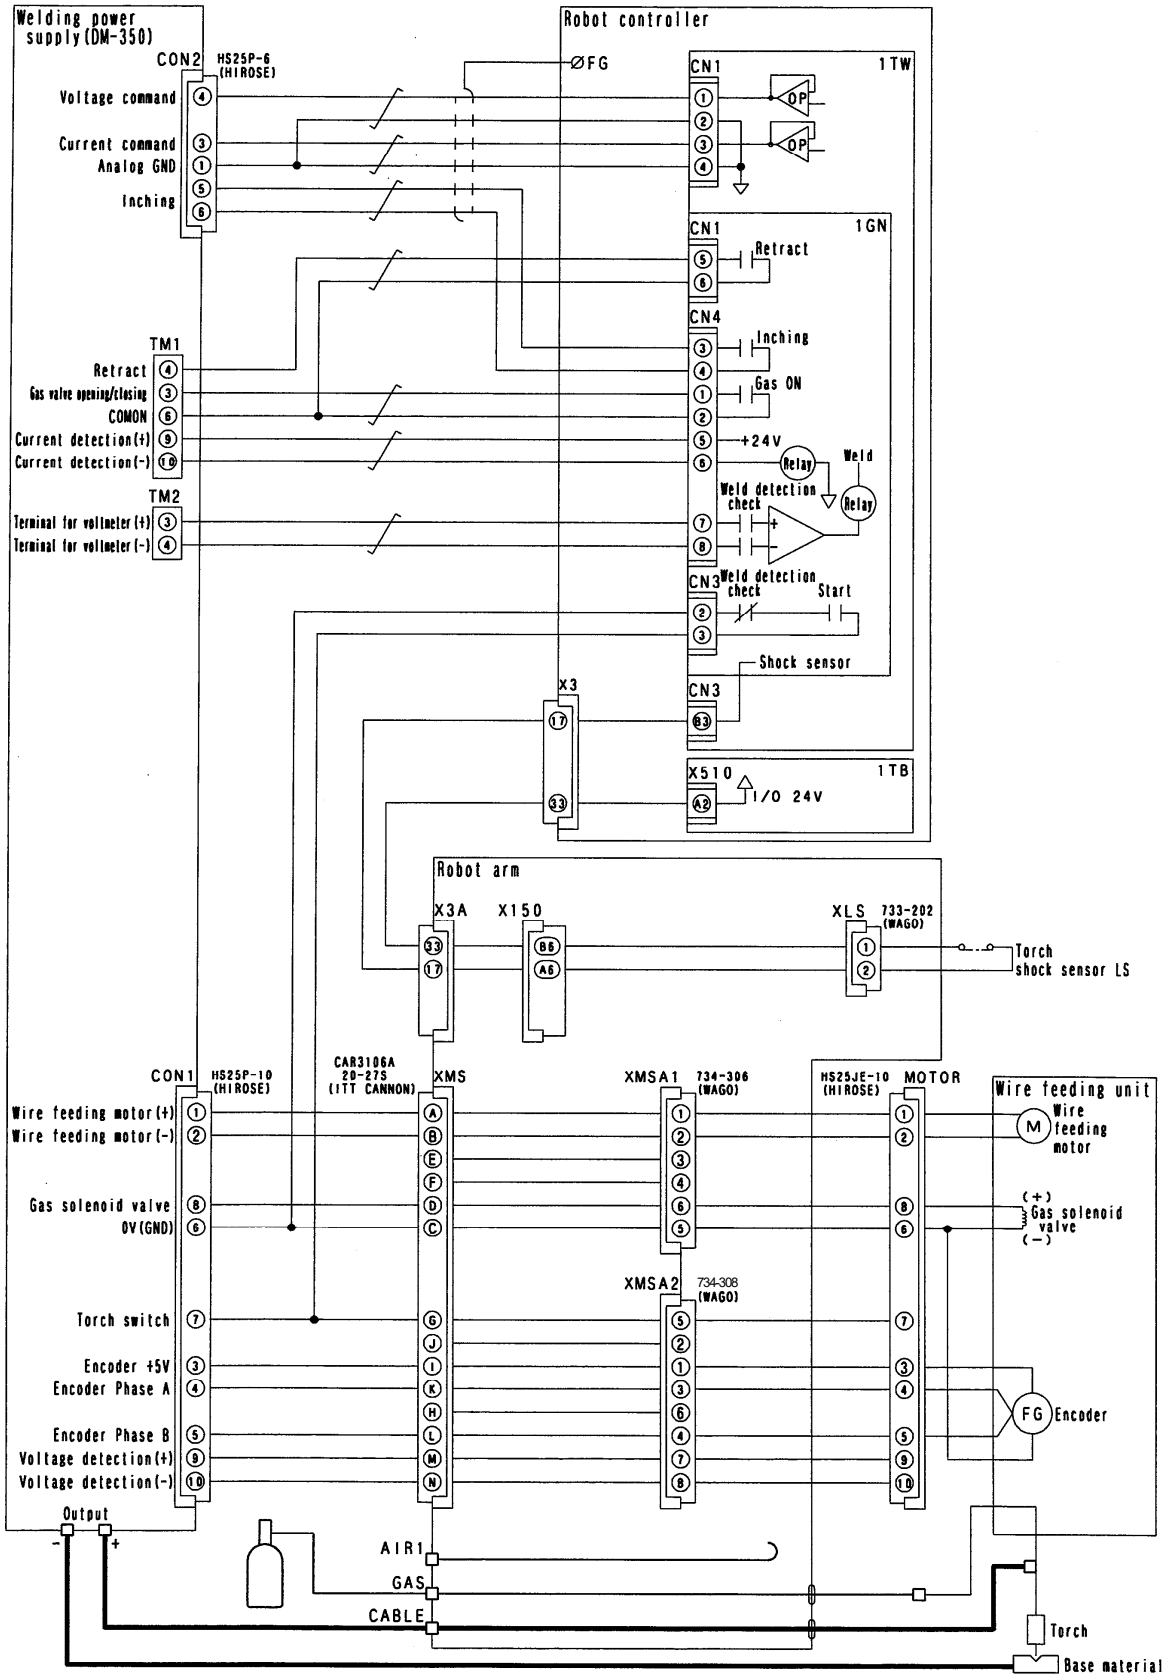 Welding power
supply(DM-350)
Robot controller
CON2
HS25P-6
(HIROSE)
FG
CN1
1TW
Voltage command
4
1
OP
2
Current command
3
3
OP
Analog GND
1
4
5
Inching
6
CN1
1GN
5
Retract
6
CN4
TM1
3
Inching
Retract
4
4
Gas valve opening/closing
3
1
Gas ON
COMON
6
2
Current detection(+)
9
5
+24V
Current detection(-)
10
6
Relay
Weld
TM2
Weld detection
check
Relay
Terminal for vollmeter(+)
3
7
+
Terminal for vollmeter(-)
4
8
-
CN3
Weld detection
check
Start
2
3
Shock sensor
X3
CN3
17
B3
X510
1TB
33
A2
I/O 24V
Robot arm
X3A
X150
XLS
733-202
(WAGO)
33
B6
1
Torch
shock sensor LS
17
A6
2
CON1
HS25P-10
(HIROSE)
CAR3106A
20-27S
(ITT CANNON)
XMS
XMSA1
734-306
(WAGO)
HS25JE-10
(HIROSE)
MOTOR
Wire feeding unit
Wire feeding motor(+)
1
A
1
1
M
Wire
feeding
motor
Wire feeding motor(-)
2
B
2
2
E
3
F
4
Gas solenoid valve
8
D
6
8
(+)
Gas solenoid
valve
(-)
0V(GND)
6
C
5
6
XMSA2
734-308
(WAGO)
Torch switch
7
G
5
7
J
2
Encoder +5V
3
I
1
3
Encoder Phase A
4
K
3
4
H
6
FG
Encoder
Encoder Phase B
5
L
4
5
Voltage detection(+)
9
M
7
9
Voltage detection(-)
10
N
8
10
Output
-
+
AIR1
GAS
CABLE
Torch
Base material